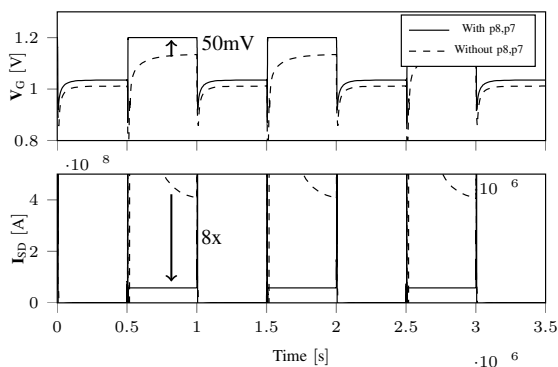 With p8,p7
Without p8,p7
1.2
1.0
0.8
V_G [V]
50mV
·10 8
4
2
0
I_SD [A]
8x
10 6
0 0.5 1 1.5 2 2.5 3 3.5
Time [s]
·10 6